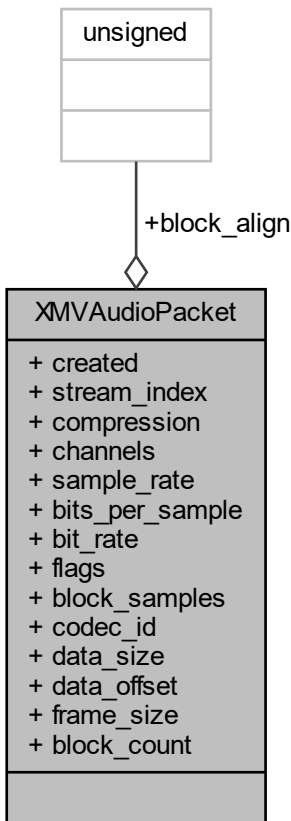 unsigned
+block_align
XMVAudioPacket
+ created
+ stream_index
+ compression
+ channels
+ sample_rate
+ bits_per_sample
+ bit_rate
+ flags
+ block_samples
+ codec_id
+ data_size
+ data_offset
+ frame_size
+ block_count